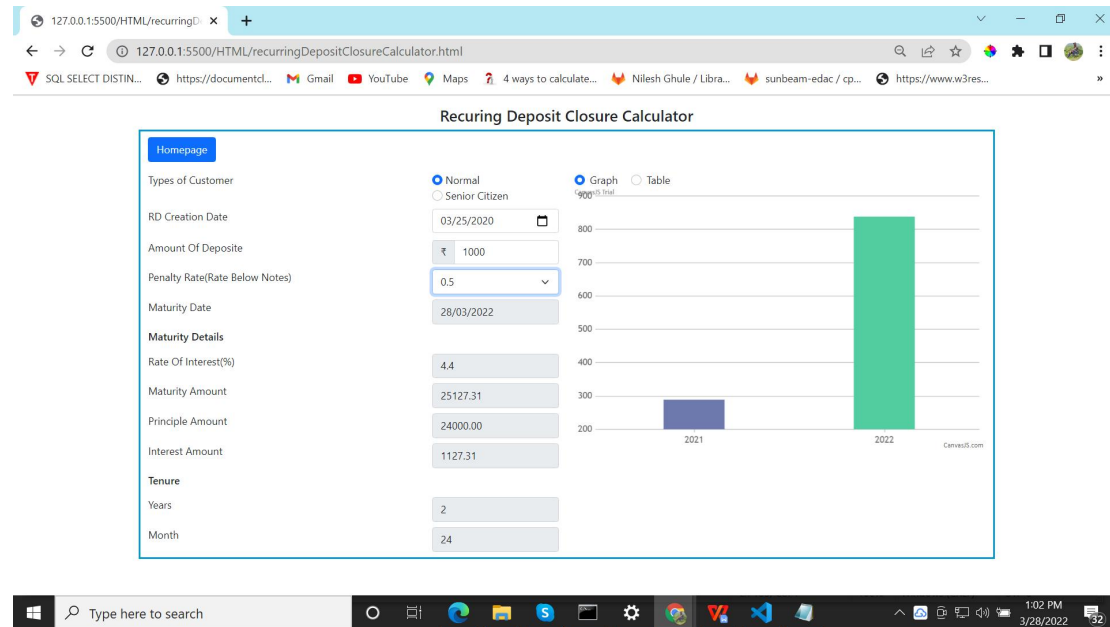 127.0.0.1:5500/HTML/recurringD
127.0.0.1:5500/HTML/recurringDepositClosureCalculator.html
SQL SELECT DISTIN... https://documentcl... Gmail YouTube Maps 4 ways to calculate... Nilesh Ghule / Libra... sunbeam-edac / cp... https://www.w3res... »
Recuring Deposit Closure Calculator
Homepage
Types of Customer
Normal
Senior Citizen
RD Creation Date
03/25/2020
Amount Of Deposite
₹ 1000
Penalty Rate(Rate Below Notes)
0.5
Maturity Date
28/03/2022
Maturity Details
Rate Of Interest(%)
4.4
Maturity Amount
25127.31
Principle Amount
24000.00
Interest Amount
1127.31
Tenure
Years
2
Month
24
Graph Table
CanvasJS Trial
900
800
700
600
500
400
300
200
2021 2022
CanvasJS.com
Type here to search
1:02 PM
3/28/2022
32